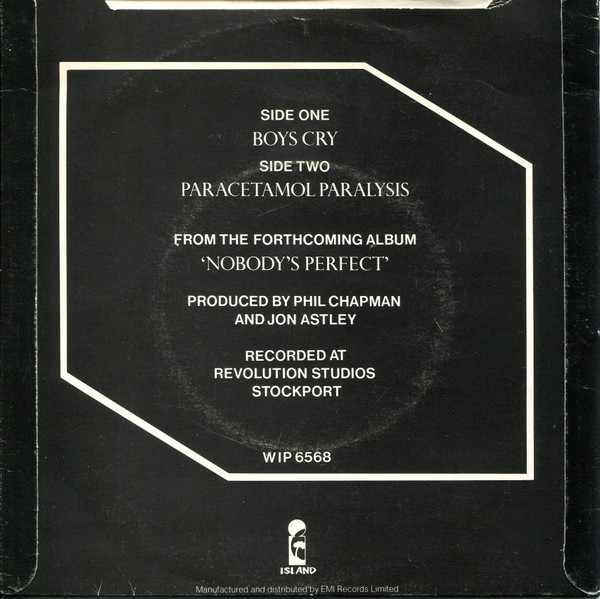 SIDE ONE
BOYS CRY
SIDE TWO
PARACETAMOL PARALYSIS
FROM THE FORTHCOMING ALBUM
‘NOBODY’S PERFECT’
PRODUCED BY PHIL CHAPMAN
AND JON ASTLEY
RECORDED AT
REVOLUTION STUDIOS
STOCKPORT
WIP 6568
ISLAND
Manufactured and distributed by EMI Records Limited